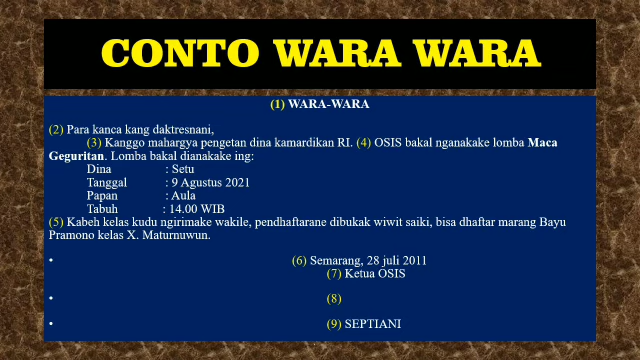 CONTO WARA WARA
(1) WARA-WARA
(2) Para kanca kang daktresnani,
(3) Kanggo mahargya pengetan dina kamardikan RI. (4) OSIS bakal nganakake lomba Maca
Geguritan. Lomba bakal dianakake ing:
Dina : Setu
Tanggal : 9 Agustus 2021
Papan : Aula
Tabuh : 14.00 WIB
(5) Kabeh kelas kudu ngirimake wakile, pendhaftarane dibukak wiwit saiki, bisa dhaftar marang Bayu
Pramono kelas X. Maturnuwun.
• (6) Semarang, 28 juli 2011
(7) Ketua OSIS
• (8)
• (9) SEPTIANI